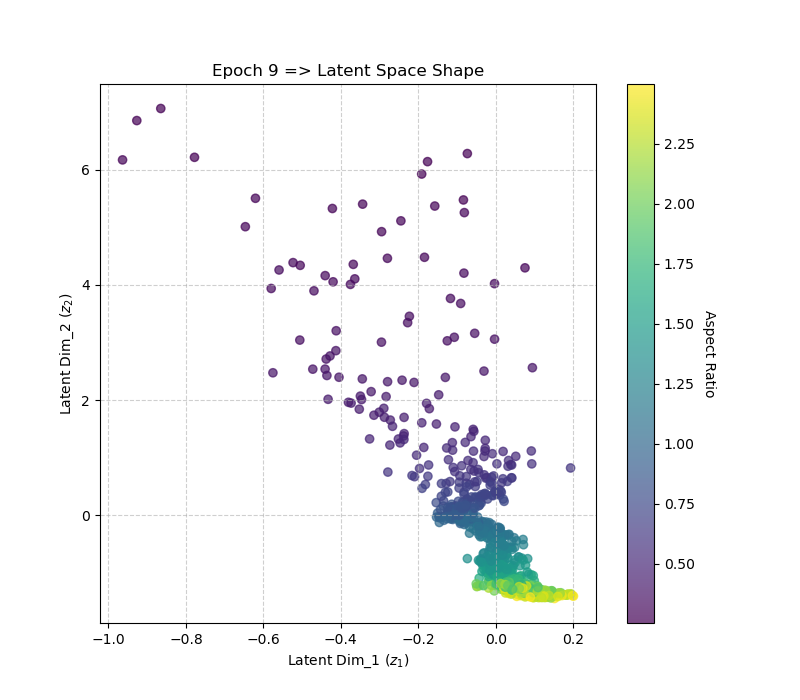 Epoch 9 => Latent Space Shape
Latent Dim_2 (z₂)
6
4
2
0
−1.0 −0.8 −0.6 −0.4 −0.2 0.0 0.2
Latent Dim_1 (z₁)
2.25
2.00
1.75
1.50
1.25
1.00
0.75
0.50
Aspect Ratio